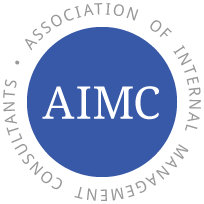 • ASSOCIATION OF INTERNAL MANAGEMENT CONSULTANTS
AIMC